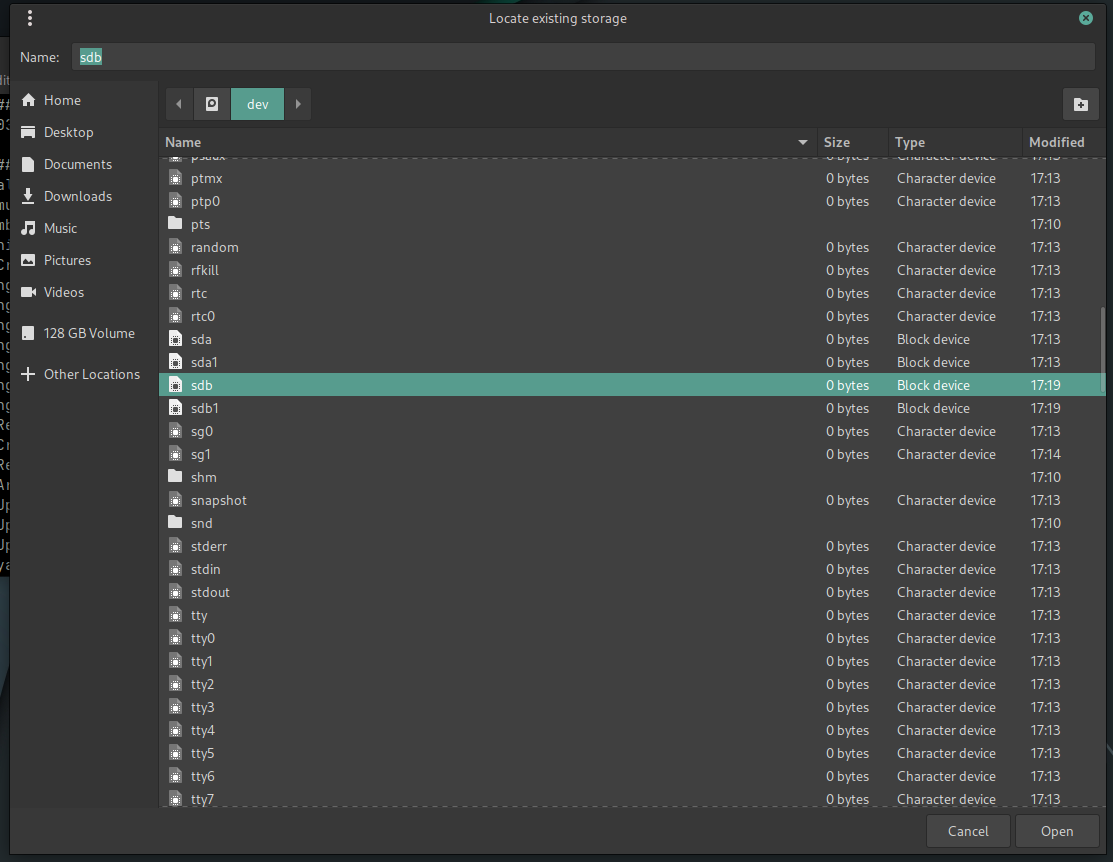 Locate existing storage
Name: sdb
Home
Desktop
Documents
Downloads
Music
Pictures
Videos
128 GB Volume
Other Locations
dev
Name Size Type Modified
psaux 0 bytes Character device 17:13
ptmx 0 bytes Character device 17:13
ptp0 0 bytes Character device 17:13
pts 17:10
random 0 bytes Character device 17:13
rfkill 0 bytes Character device 17:13
rtc 0 bytes Character device 17:13
rtc0 0 bytes Character device 17:13
sda 0 bytes Block device 17:13
sda1 0 bytes Block device 17:13
sdb 0 bytes Block device 17:19
sdb1 0 bytes Block device 17:19
sg0 0 bytes Character device 17:13
sg1 0 bytes Character device 17:14
shm 17:10
snapshot 0 bytes Character device 17:13
snd 17:10
stderr 0 bytes Character device 17:13
stdin 0 bytes Character device 17:13
stdout 0 bytes Character device 17:13
tty 0 bytes Character device 17:13
tty0 0 bytes Character device 17:13
tty1 0 bytes Character device 17:13
tty2 0 bytes Character device 17:13
tty3 0 bytes Character device 17:13
tty4 0 bytes Character device 17:13
tty5 0 bytes Character device 17:13
tty6 0 bytes Character device 17:13
tty7 0 bytes Character device 17:13
Cancel Open